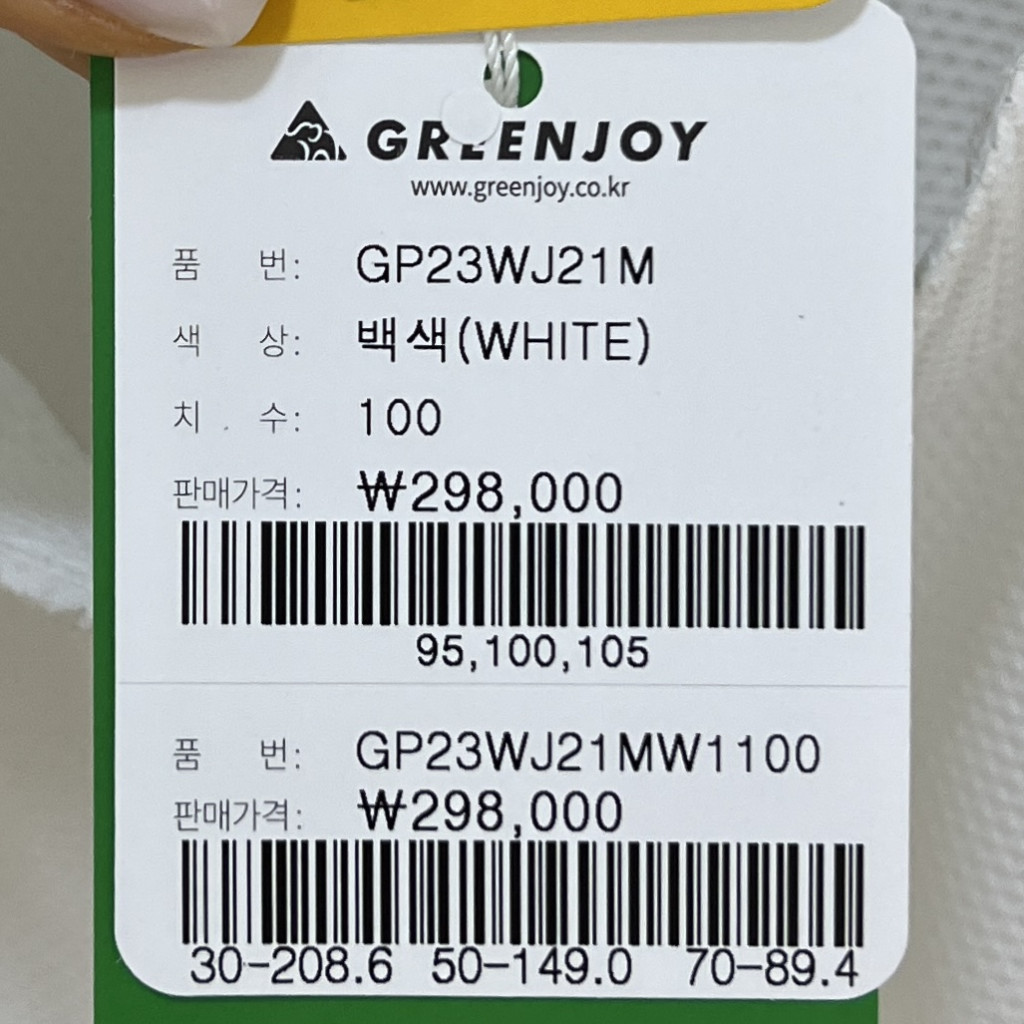 GREENJOY
www.greenjoy.co.kr
품 번: GP23WJ21M
색 상: 백색(WHITE)
치 수: 100
판매가격: ₩298,000
95,100,105
품 번: GP23WJ21MW1100
판매가격: ₩298,000
30-208.6 50-149.0 70-89.4